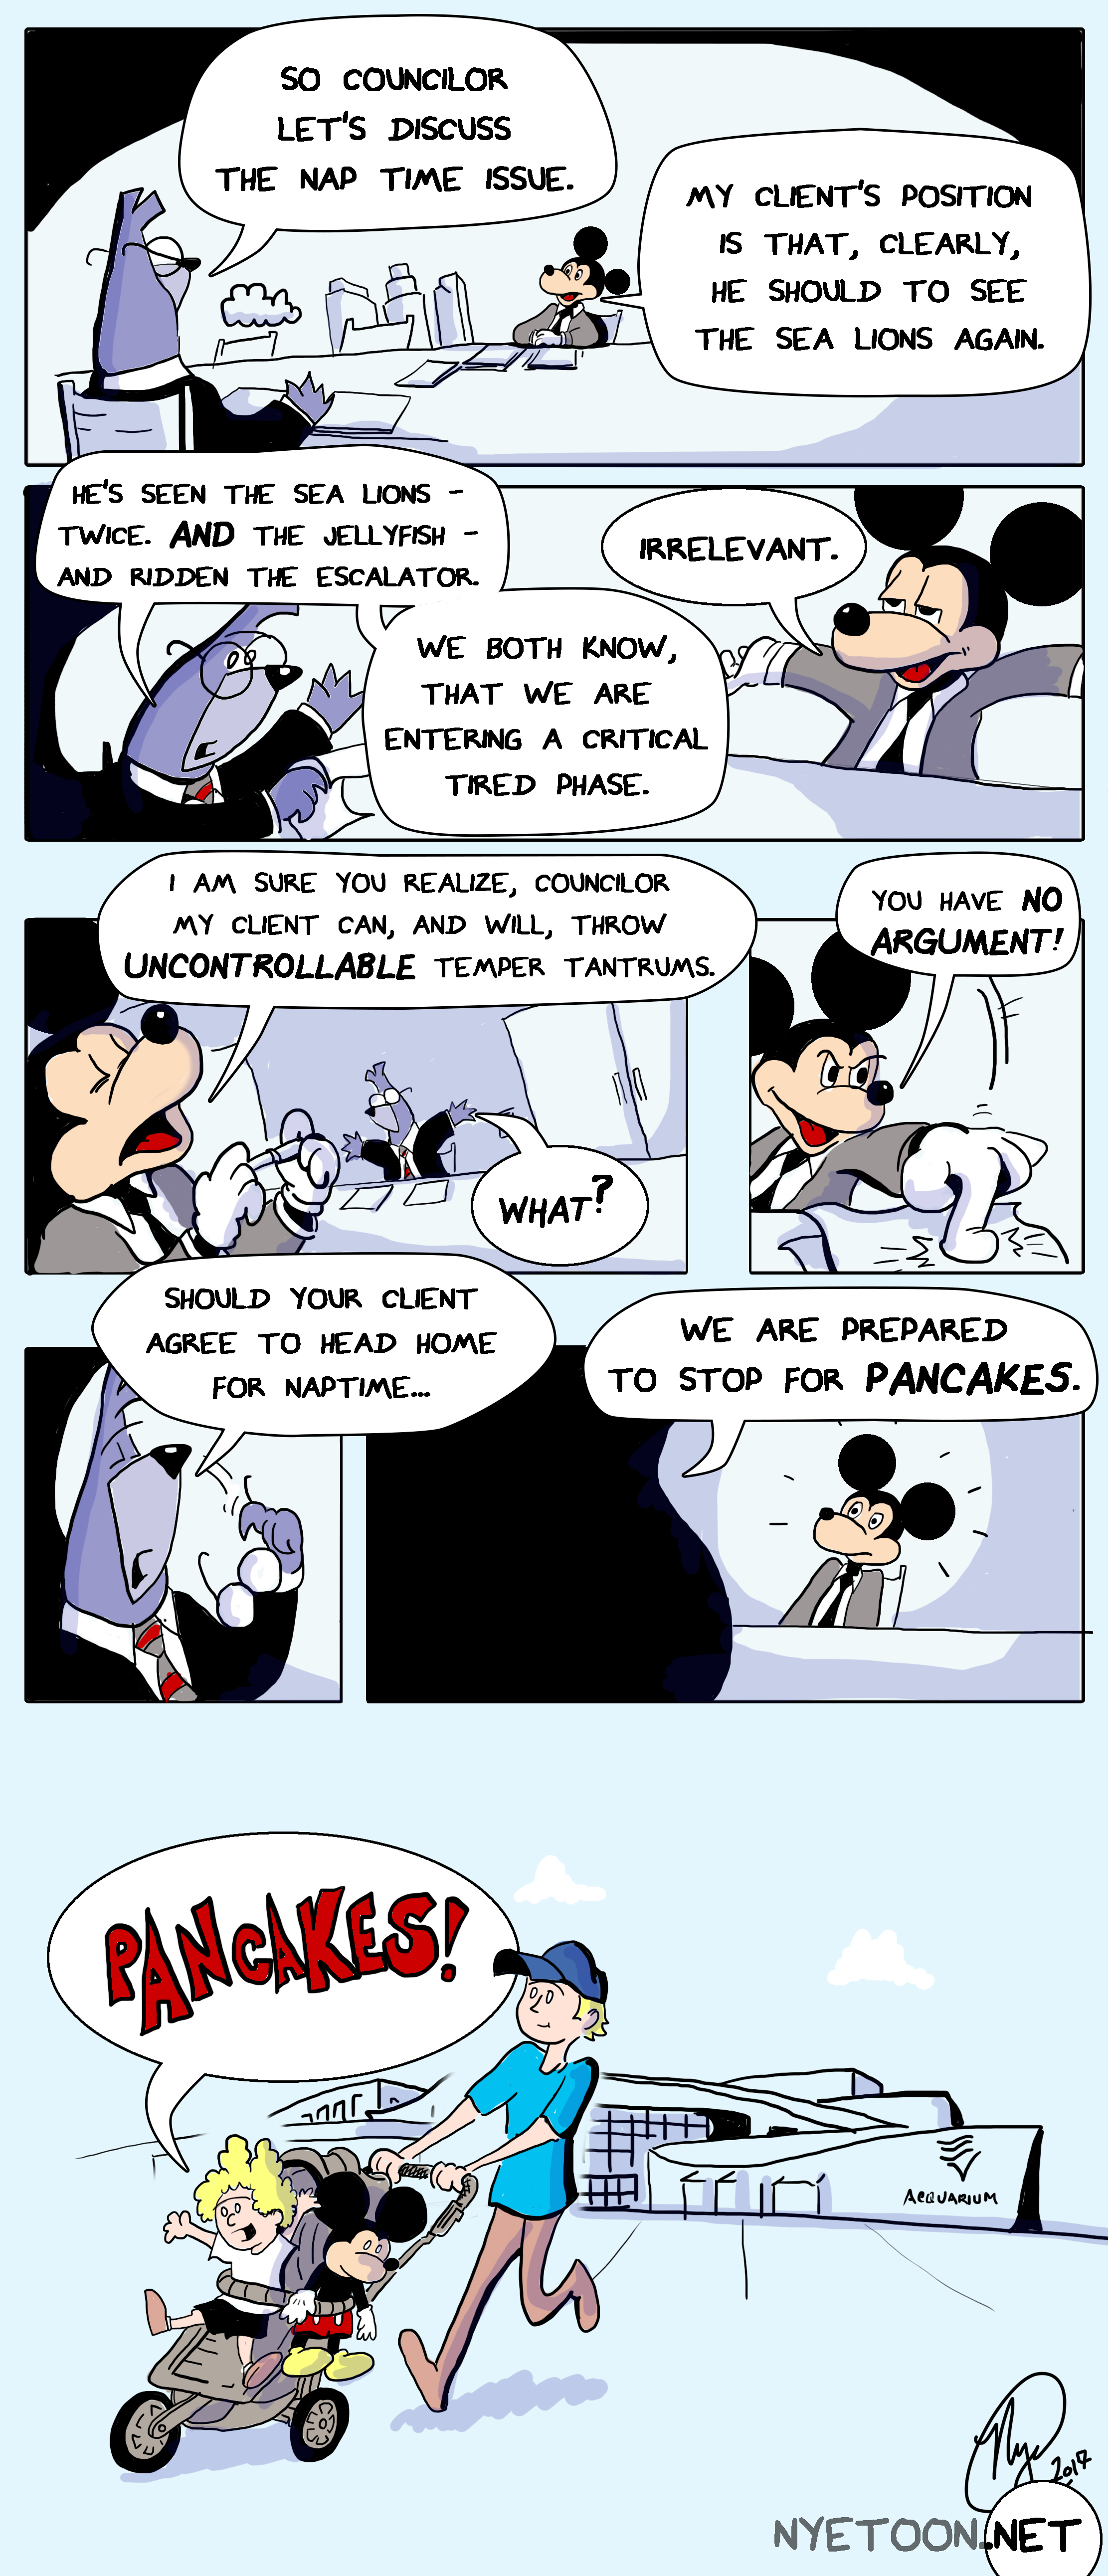 SO COUNCILOR
LET'S DISCUSS
THE NAP TIME ISSUE.
MY CLIENT'S POSITION
IS THAT, CLEARLY,
HE SHOULD TO SEE
THE SEA LIONS AGAIN.
HE'S SEEN THE SEA LIONS -
TWICE. AND THE JELLYFISH -
AND RIDDEN THE ESCALATOR.
IRRELEVANT.
WE BOTH KNOW,
THAT WE ARE
ENTERING A CRITICAL
TIRED PHASE.
I AM SURE YOU REALIZE, COUNCILOR
MY CLIENT CAN, AND WILL, THROW
UNCONTROLLABLE TEMPER TANTRUMS.
WHAT?
YOU HAVE NO
ARGUMENT!
SHOULD YOUR CLIENT
AGREE TO HEAD HOME
FOR NAPTIME...
WE ARE PREPARED
TO STOP FOR PANCAKES.
PANCAKES!
ACQUARIUM
Nye
2017
NYETOON.NET